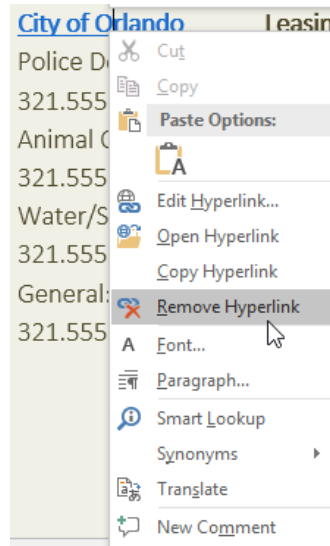 City of Orlando Leasin
Police De
321.555
Animal C
321.555
Water/S
321.555
General:
321.555
Cut
Copy
Paste Options:
A
Edit Hyperlink...
Open Hyperlink
Copy Hyperlink
Remove Hyperlink
A Font...
Paragraph...
Smart Lookup
Synonyms
Translate
New Comment